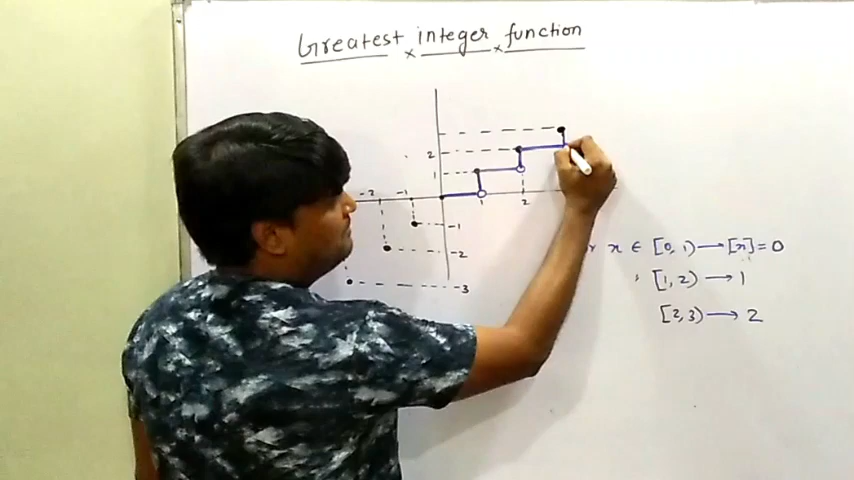 Greatest integer function
2
1
-2 -1 1 2
-1
-2
-3
x ∈ [0, 1) → [x] = 0
[1, 2) → 1
[2, 3) → 2